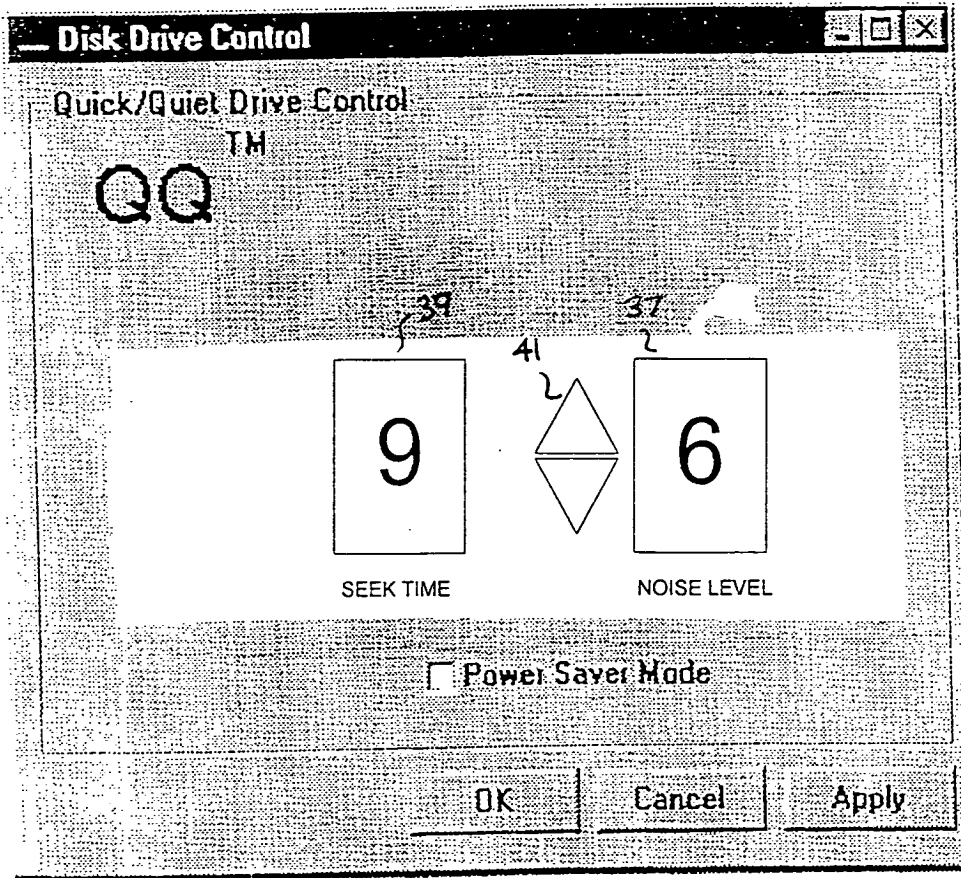 Disk Drive Control
Quick/Quiet Drive Control
TM
QQ
39
41
37
9
6
SEEK TIME
NOISE LEVEL
Power Saver Mode
OK
Cancel
Apply